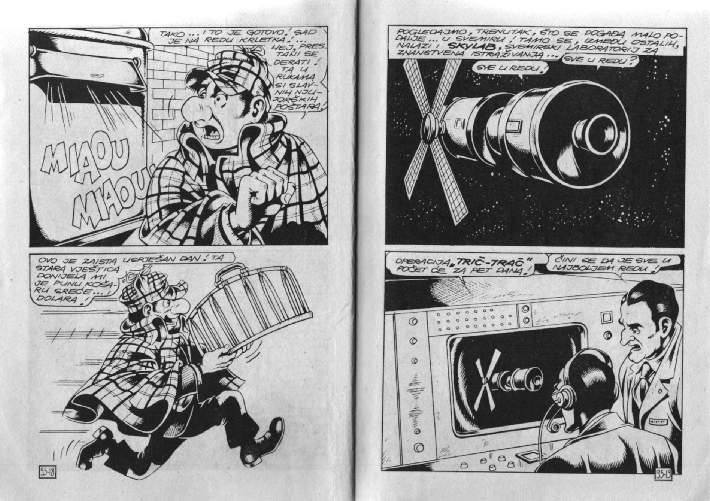 TAKO... I TO JE GOTOVO, SAD
JE NA REDU KRLETKA!...
HEJ, PRES,
TANI SE
DERATI!
TA U
RUKAMA
SI SLAV-
NIH NJU-
JORŠKIH
POŠTARA!
MIAOU
MIAOU!
OVO JE ZAISTA USPJEŠAN DAN! TA
STARA VJEŠTICA
DONIJELA MI
JE PUNU KOŠA-
RU SREĆE...I
DOLARA!
POGLEDAJMO, TRENUTAK, ŠTO SE DOGAĐA MALO PO-
DALJE... U SVEMIRU! TAMO SE, IZMEĐU OSTALIH,
NALAZI I SKYLAB, SVEMIRSKI LABORATORIJ ZA
ZNANSTVENA ISTRAŽIVANJA...
SVE U REDU?
SVE U REDU!
OPERACIJA „TRIČ-TRAČ"
POČET ĆE ZA PET DANA!
ČINI SE DA JE SVE U
NAJBOLJEM REDU!